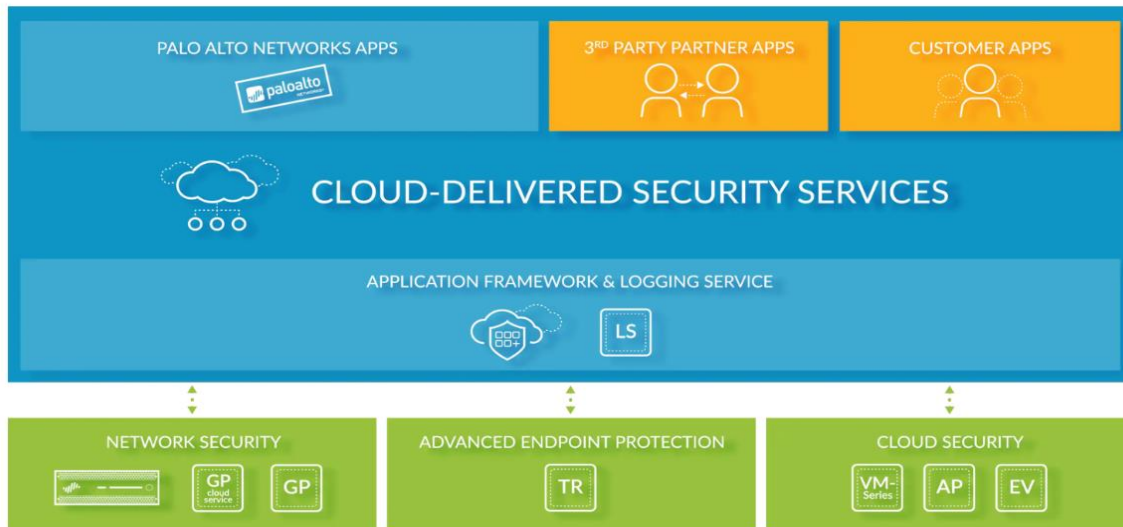 PALO ALTO NETWORKS APPS
paloalto
NETWORKS
3RD PARTY PARTNER APPS
CUSTOMER APPS
CLOUD-DELIVERED SECURITY SERVICES
APPLICATION FRAMEWORK & LOGGING SERVICE
LS
NETWORK SECURITY
GP
cloud
service
GP
ADVANCED ENDPOINT PROTECTION
TR
CLOUD SECURITY
VM-
Series
AP
EV